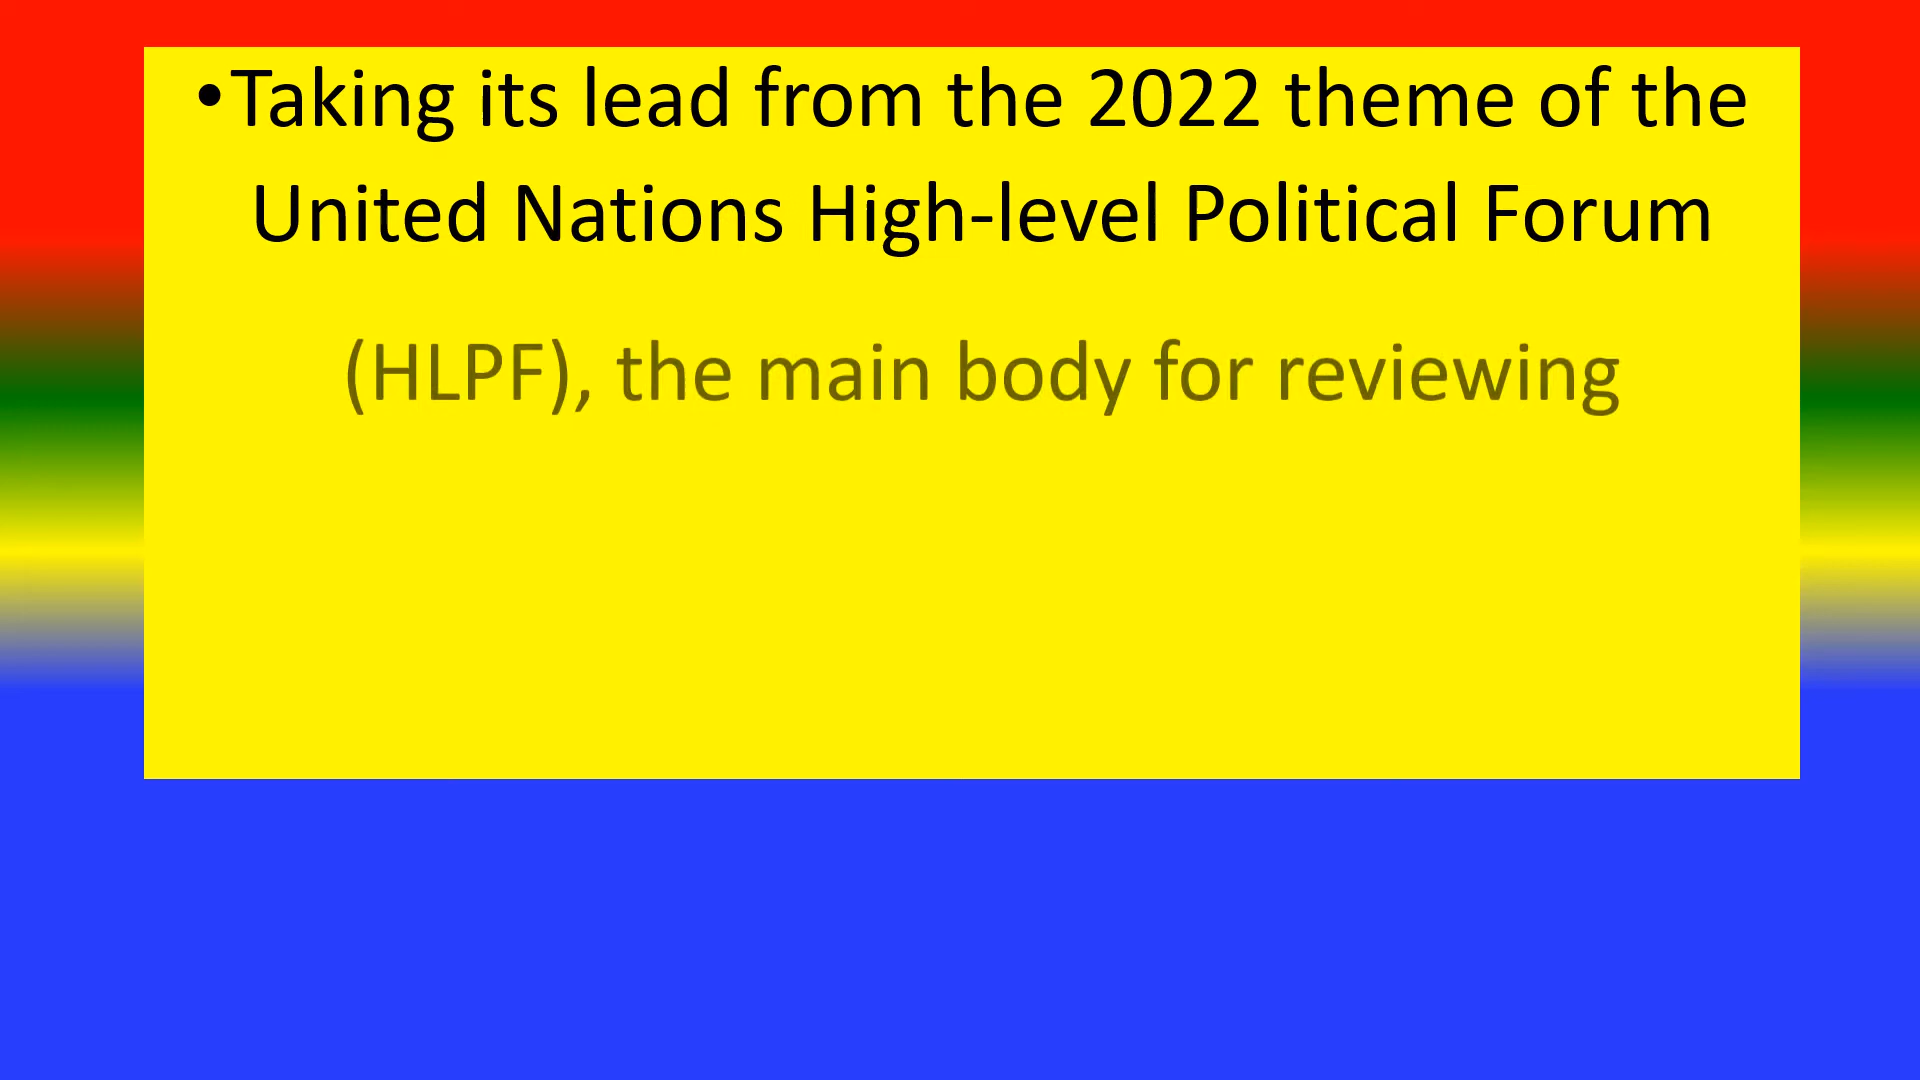 •Taking its lead from the 2022 theme of the
United Nations High-level Political Forum
(HLPF), the main body for reviewing